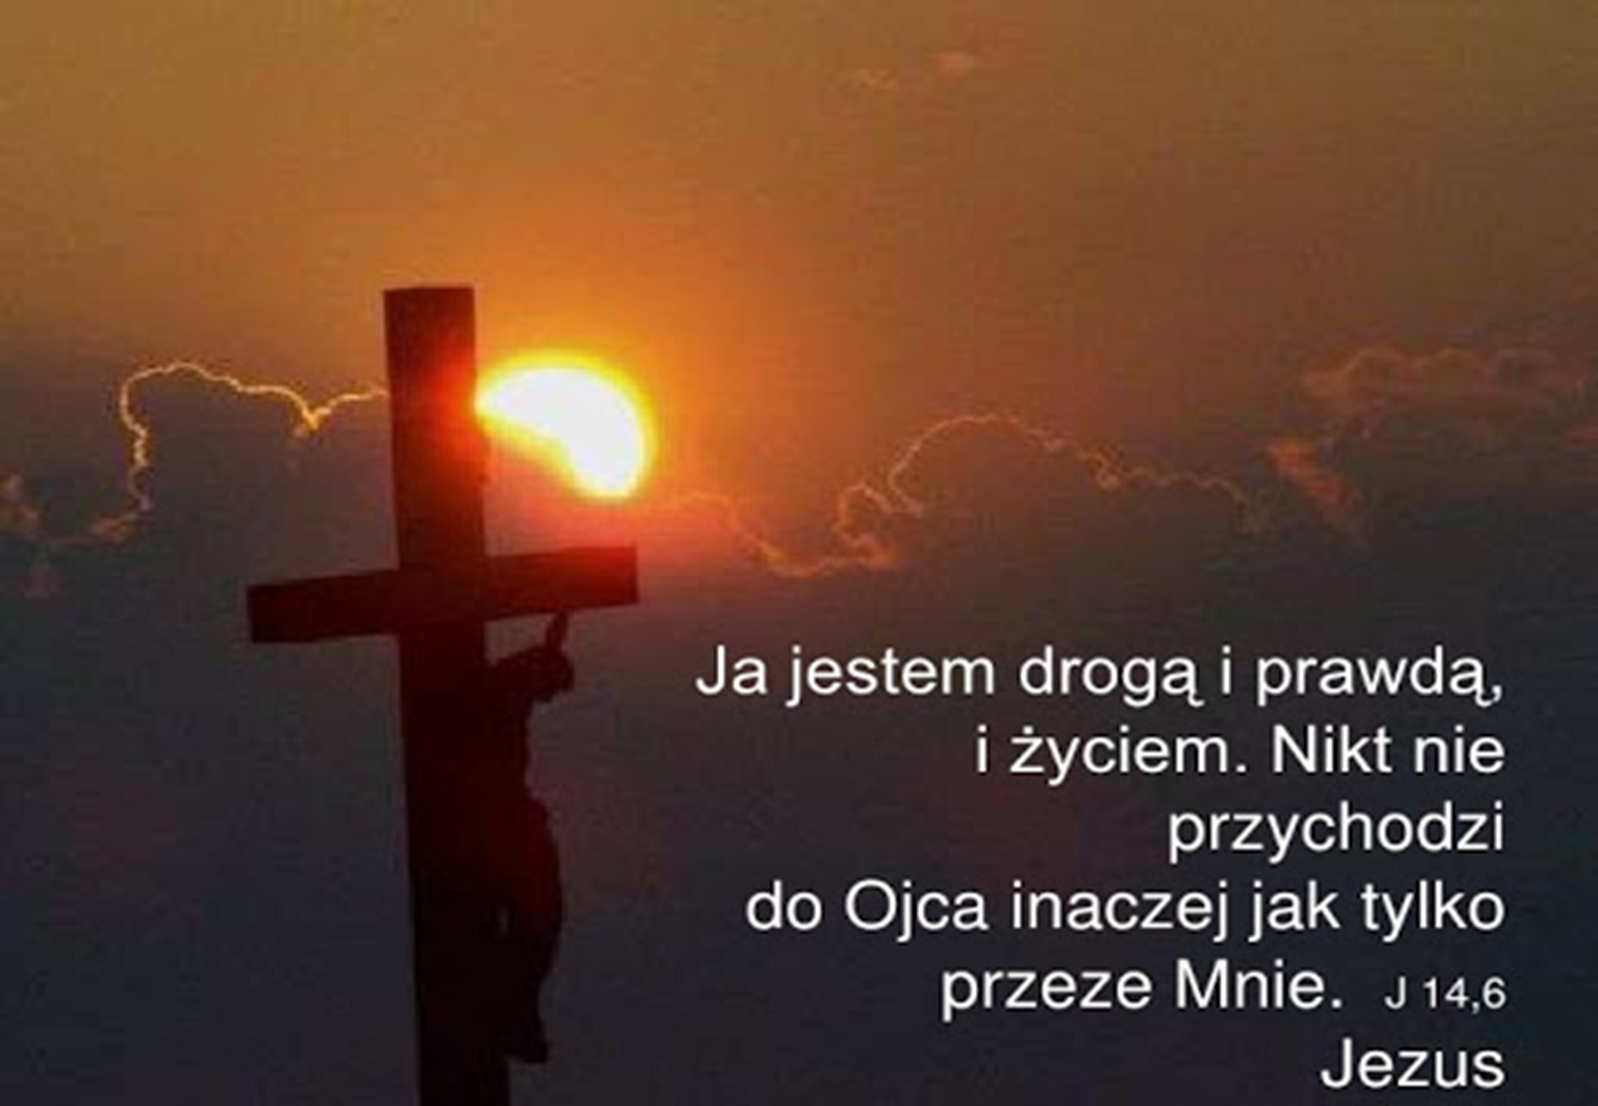 Ja jestem drogą i prawdą,
i życiem. Nikt nie
przychodzi
do Ojca inaczej jak tylko
przeze Mnie. J 14,6
Jezus